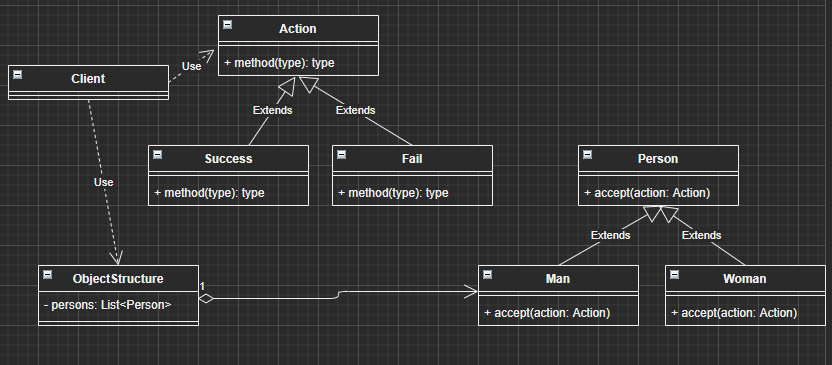 Action
+ method(type): type
Client
Use
Use
Extends
Extends
Success
+ method(type): type
Fail
+ method(type): type
Person
+ accept(action: Action)
Extends
Extends
ObjectStructure
- persons: List<Person>
1
Man
+ accept(action: Action)
Woman
+ accept(action: Action)